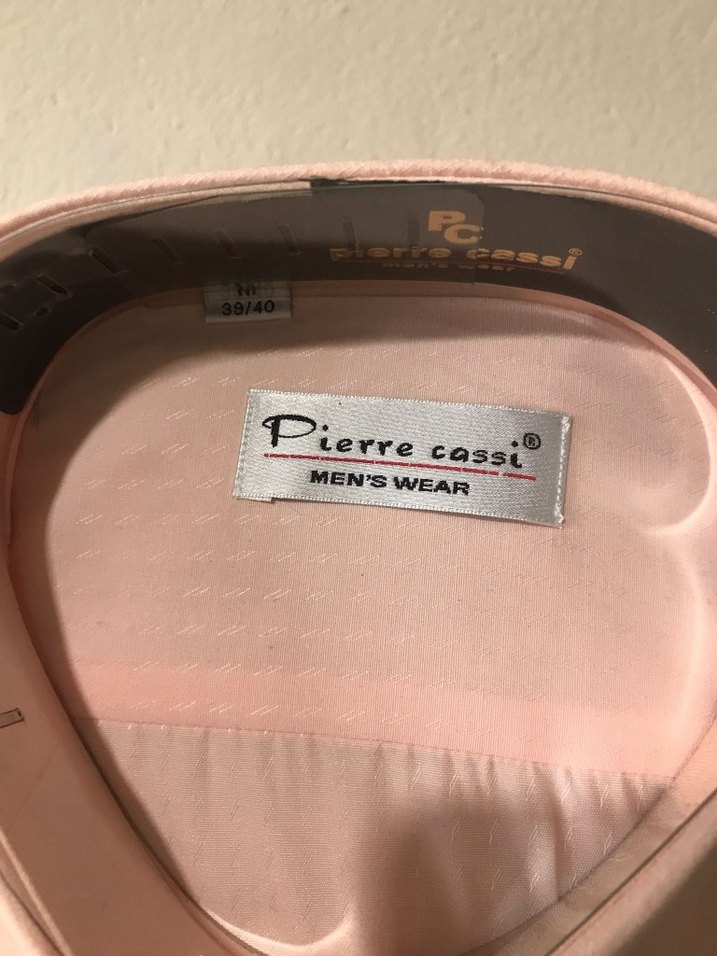 PC
pierre cassi®
men's wear
M
39/40
Pierre cassi®
MEN'S WEAR